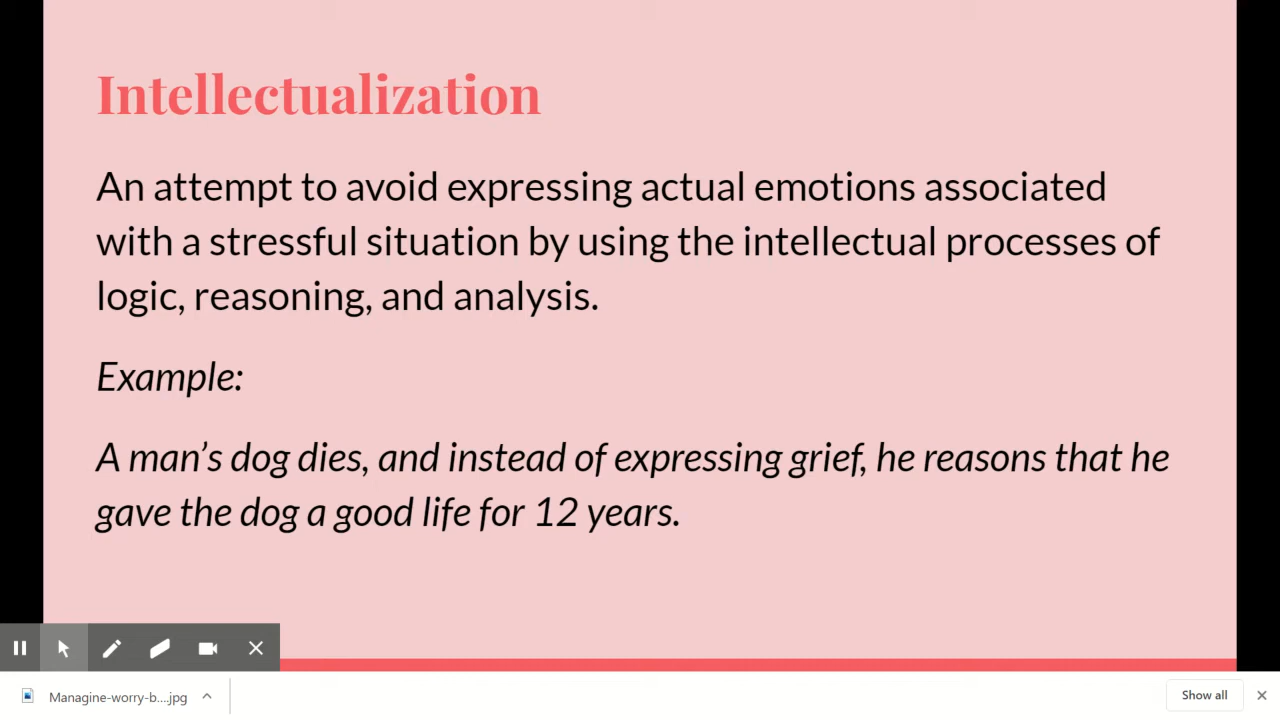 Intellectualization
An attempt to avoid expressing actual emotions associated
with a stressful situation by using the intellectual processes of
logic, reasoning, and analysis.
Example:
A man’s dog dies, and instead of expressing grief, he reasons that he
gave the dog a good life for 12 years.
Managine-worry-b....jpg
Show all